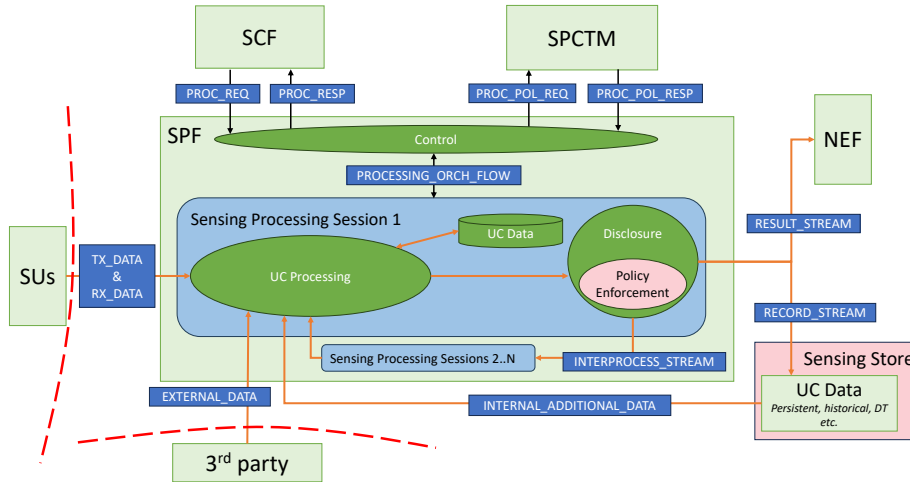 SCF
SPCTM
PROC_REQ
PROC_RESP
PROC_POL_REQ
PROC_POL_RESP
SPF
Control
NEF
PROCESSING_ORCH_FLOW
Sensing Processing Session 1
UC Data
Disclosure
RESULT_STREAM
SUs
TX_DATA
&
RX_DATA
UC Processing
Policy
Enforcement
RECORD_STREAM
Sensing Processing Sessions 2..N
INTERPROCESS_STREAM
Sensing Store
EXTERNAL_DATA
INTERNAL_ADDITIONAL_DATA
UC Data
Persistent, historical, DT
etc.
3rd party